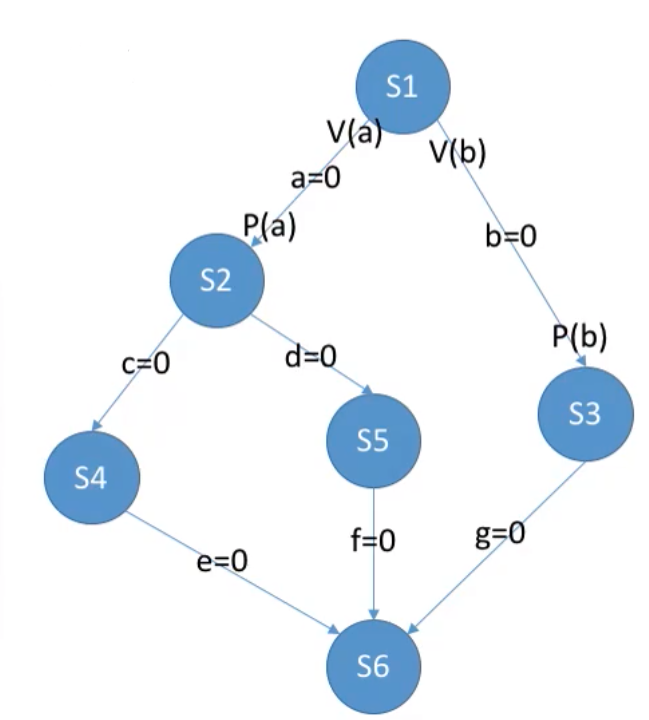 S1
V(a)
V(b)
a=0
P(a)
b=0
S2
P(b)
c=0
d=0
S3
S5
S4
f=0
g=0
e=0
S6